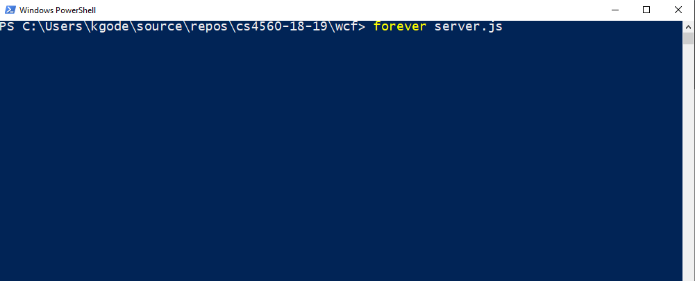 Windows PowerShell
PS C:\Users\kgode\source\repos\cs4560-18-19\wcf> forever server.js